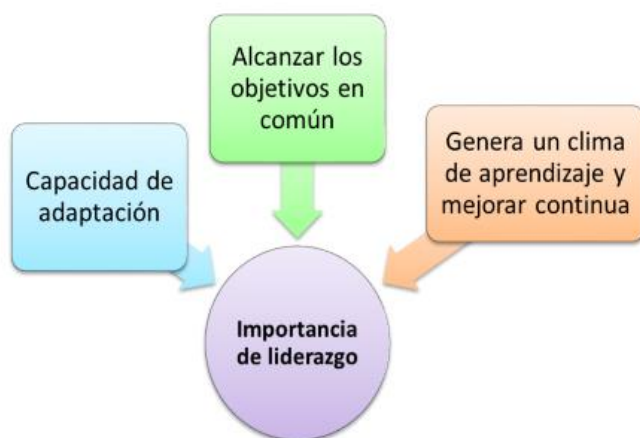 Alcanzar los
objetivos en
común
Capacidad de
adaptación
Genera un clima
de aprendizaje y
mejorar continua
Importancia
de liderazgo